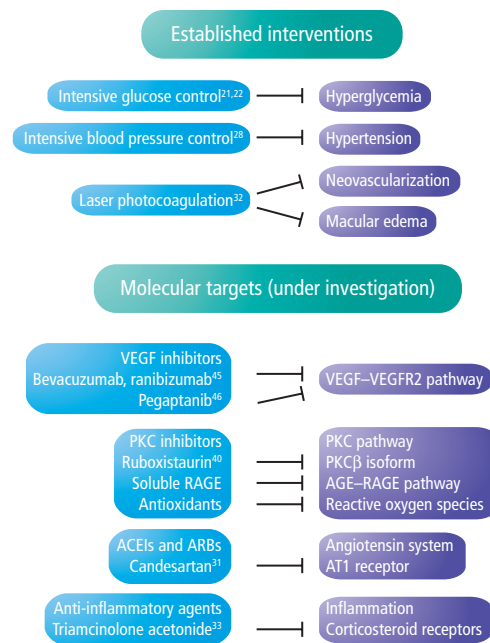 Established interventions
Intensive glucose control21,22
Hyperglycemia
Intensive blood pressure control28
Hypertension
Laser photocoagulation32
Neovascularization
Macular edema
Molecular targets (under investigation)
VEGF inhibitors
Bevacuzumab, ranibizumab45
Pegaptanib46
VEGF–VEGFR2 pathway
PKC inhibitors
Ruboxistaurin40
Soluble RAGE
Antioxidants
PKC pathway
PKCβ isoform
AGE–RAGE pathway
Reactive oxygen species
ACEIs and ARBs
Candesartan31
Angiotensin system
AT1 receptor
Anti-inflammatory agents
Triamcinolone acetonide33
Inflammation
Corticosteroid receptors